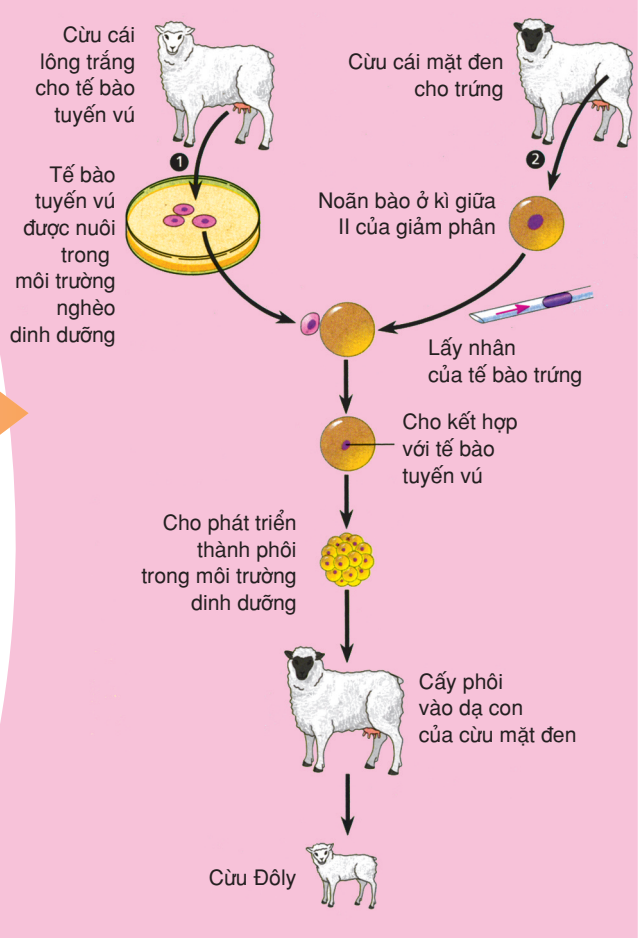 Cừu cái
lông trắng
cho tế bào
tuyến vú
Cừu cái mặt đen
cho trứng
1
2
Tế bào
tuyến vú
được nuôi
trong
môi trường
nghèo
dinh dưỡng
Noãn bào ở kì giữa
II của giảm phân
Lấy nhân
của tế bào trứng
Cho kết hợp
với tế bào
tuyến vú
Cho phát triển
thành phôi
trong môi trường
dinh dưỡng
Cấy phôi
vào dạ con
của cừu mặt đen
Cừu Đôly